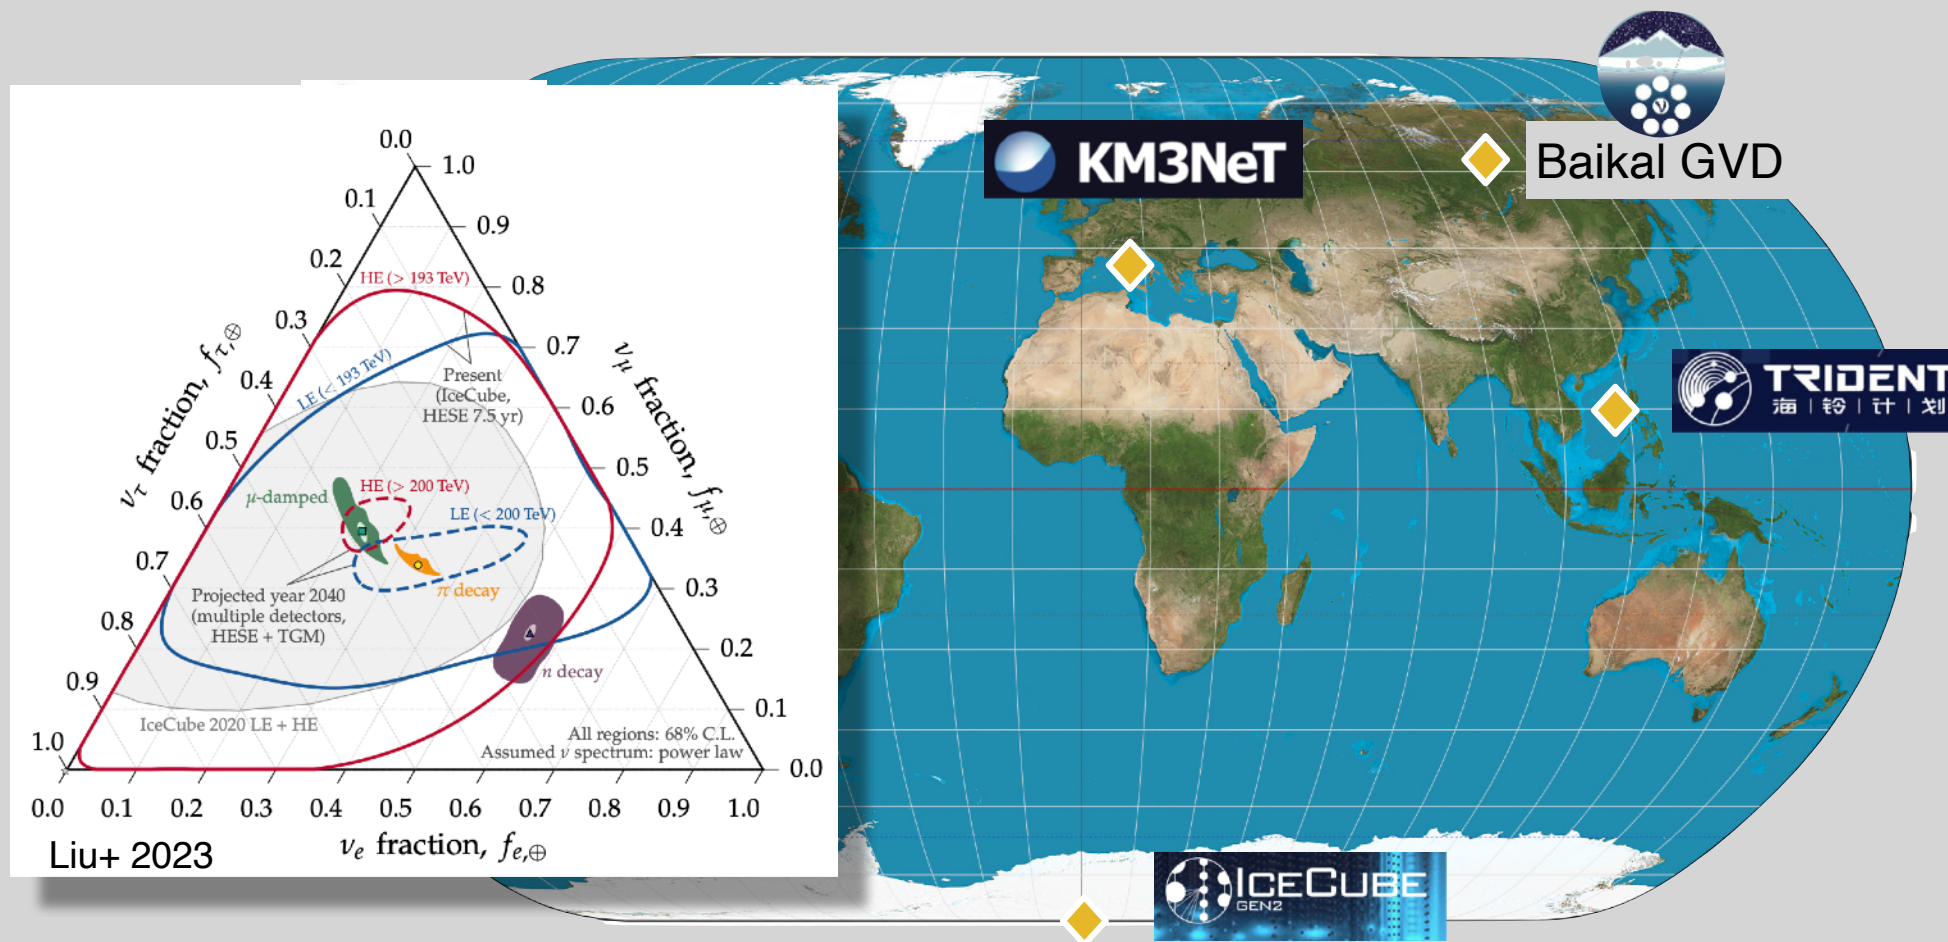 0.0
1.0
0.1
0.9
0.2
HE (> 193 TeV)
0.8
0.3
LE (< 193 TeV)
0.7
Present
(IceCube,
HESE 7.5 yr)
0.4
0.6
ντ fraction, fτ,⊕
νμ fraction, fμ,⊕
0.5
0.5
μ-damped
HE (> 200 TeV)
0.6
LE (< 200 TeV)
0.4
0.7
π decay
0.3
Projected year 2040
(multiple detectors,
HESE + TGM)
0.8
0.2
n decay
0.9
0.1
IceCube 2020 LE + HE
All regions: 68% C.L.
Assumed ν spectrum: power law
1.0
0.0
0.0 0.1 0.2 0.3 0.4 0.5 0.6 0.7 0.8 0.9 1.0
νe fraction, fe,⊕
Liu+ 2023
KM3NeT
Baikal GVD
TRIDENT
海 | 铃 | 计 | 划
ICECUBE
GEN2